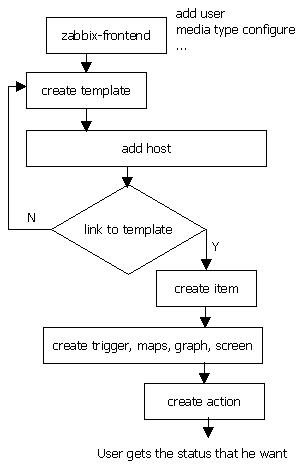 add user
media type configure
...
zabbix-frontend
create template
add host
link to template
N
Y
create item
create trigger, maps, graph, screen
create action
User gets the status that he want